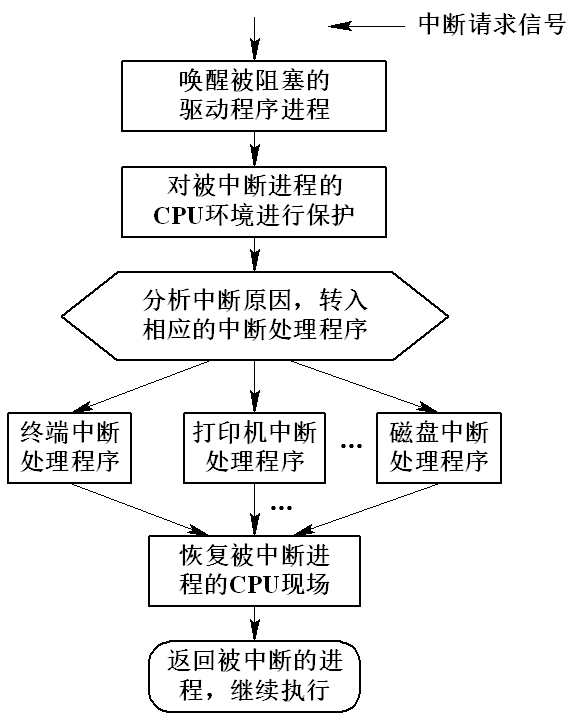 中断请求信号
唤醒被阻塞的
驱动程序进程
对被中断进程的
CPU环境进行保护
分析中断原因，转入
相应的中断处理程序
终端中断
处理程序
打印机中断
处理程序
...
磁盘中断
处理程序
...
恢复被中断进
程的CPU现场
返回被中断的进
程，继续执行